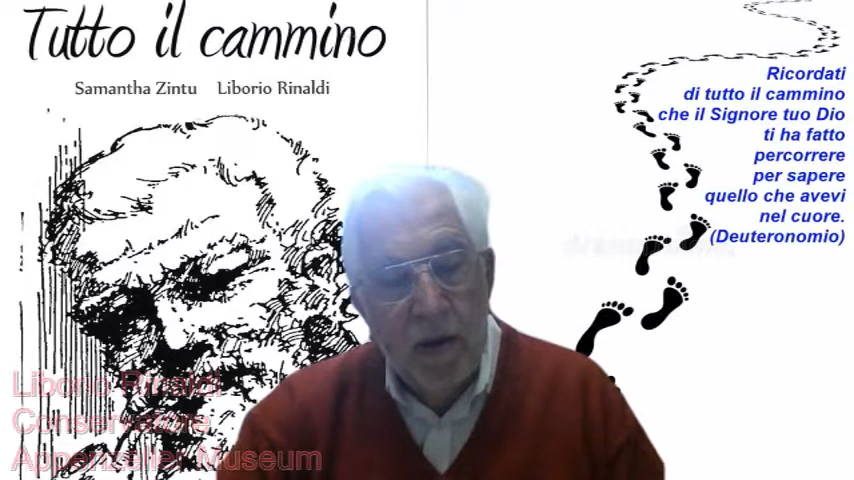 Tutto il cammino
Samantha Zintu Liborio Rinaldi
Ricordati
di tutto il cammino
che il Signore tuo Dio
ti ha fatto
percorrere
per sapere
quello che avevi
nel cuore.
(Deuteronomio)
Liborio Rinaldi
Conservatore
Appenzeller Museum